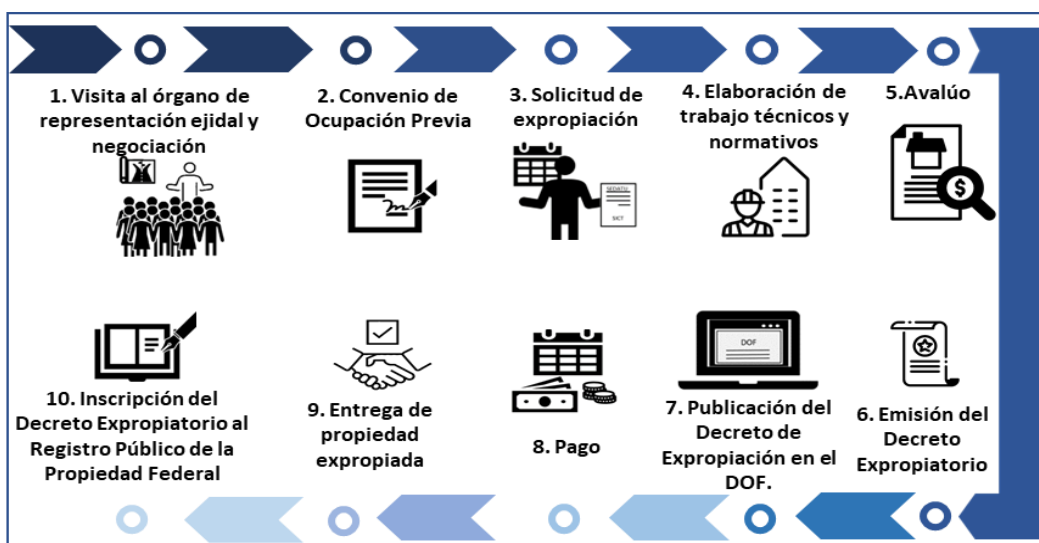 1. Visita al órgano de
representación ejidal y
negociación
2. Convenio de
Ocupación Previa
3. Solicitud de
expropiación
SEDATU
SICT
4. Elaboración de
trabajo técnicos y
normativos
5.Avalúo
$
6. Emisión del
Decreto
Expropiatorio
DOF
7. Publicación del
Decreto de
Expropiación en el
DOF.
8. Pago
9. Entrega de
propiedad
expropiada
10. Inscripción del
Decreto Expropiatorio al
Registro Público de la
Propiedad Federal